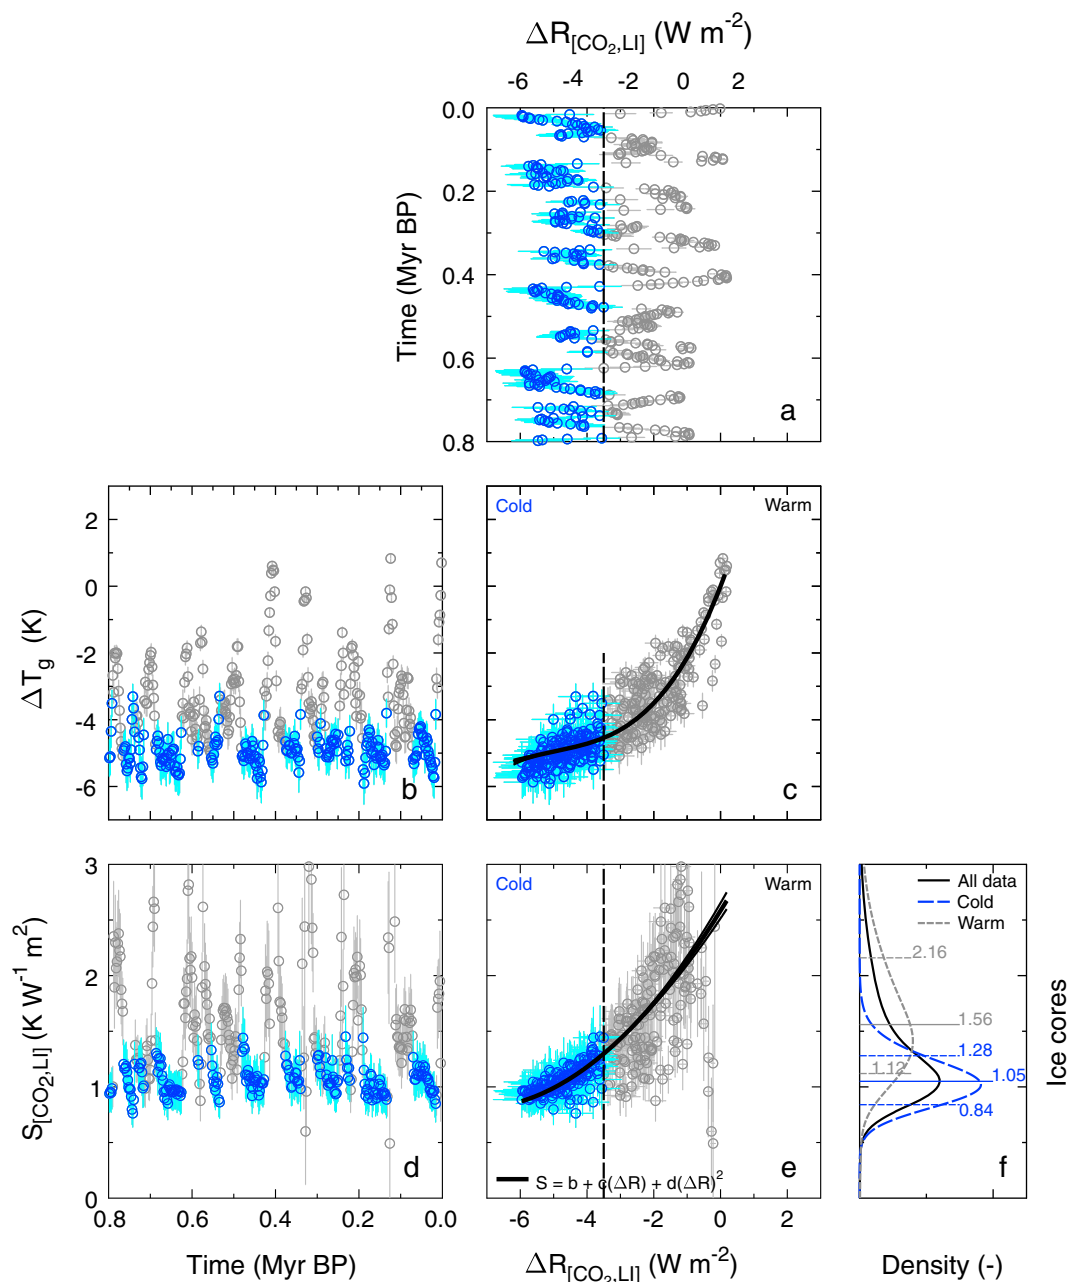 ΔR[CO₂,LI] (W m⁻²)
-6 -4 -2 0 2
0.0
0.2
0.4
0.6
0.8
Time (Myr BP)
a
2
0
-2
-4
-6
ΔTg (K)
b
Cold
Warm
c
3
2
1
0
S[CO₂,LI] (K W⁻¹ m²)
d
0.8 0.6 0.4 0.2 0.0
Time (Myr BP)
Cold
Warm
e
S = b + c(ΔR) + d(ΔR)²
-6 -4 -2 0 2
ΔR[CO₂,LI] (W m⁻²)
All data
Cold
Warm
2.16
1.56
1.28
1.12
1.05
0.84
f
Density (-)
Ice cores